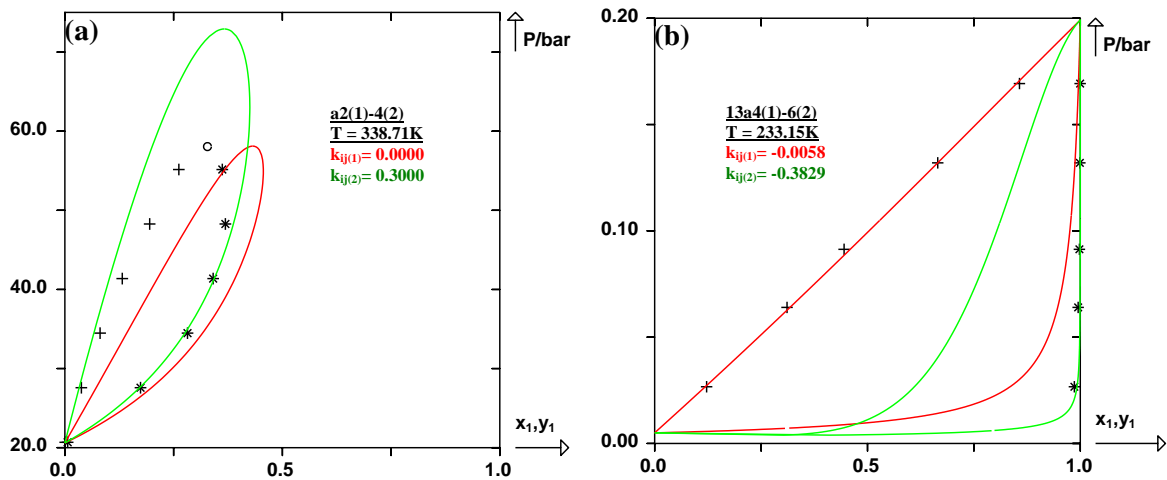 (a)
P/bar
a2(1)-4(2)
T = 338.71K
kij(1)= 0.0000
kij(2)= 0.3000
60.0
40.0
20.0
x1,y1
0.0
0.5
1.0
0.20
(b)
P/bar
13a4(1)-6(2)
T = 233.15K
kij(1)= -0.0058
kij(2)= -0.3829
0.10
0.00
x1,y1
0.0
0.5
1.0